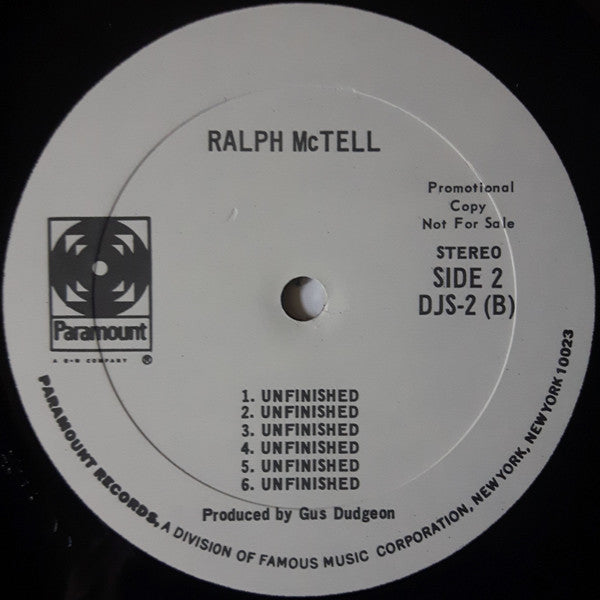 RALPH McTELL
Promotional
Copy
Not For Sale
STEREO
SIDE 2
DJS-2 (B)
Paramount
A G+W COMPANY ®
1. UNFINISHED
2. UNFINISHED
3. UNFINISHED
4. UNFINISHED
5. UNFINISHED
6. UNFINISHED
Produced by Gus Dudgeon
PARAMOUNT RECORDS, A DIVISION OF FAMOUS MUSIC CORPORATION, NEW YORK, NEW YORK 10023